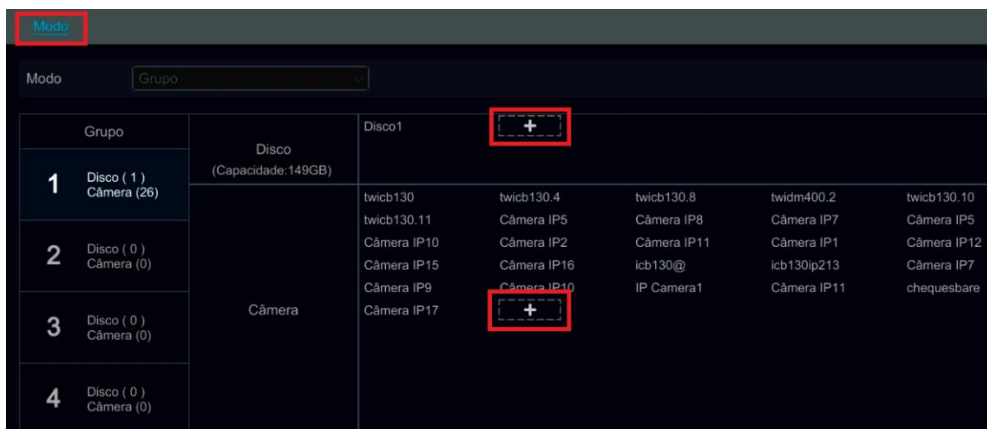 Modo
Modo Grupo
Grupo
1 Disco ( 1 )
Câmera (26)
2 Disco ( 0 )
Câmera (0)
3 Disco ( 0 )
Câmera (0)
4 Disco ( 0 )
Câmera (0)
Disco
(Capacidade:149GB)
Disco1 +
Câmera
twicb130 twicb130.4 twicb130.8 twidm400.2 twicb130.10
twicb130.11 Câmera IP5 Câmera IP8 Câmera IP7 Câmera IP5
Câmera IP10 Câmera IP2 Câmera IP11 Câmera IP1 Câmera IP12
Câmera IP15 Câmera IP16 icb130@ icb130ip213 Câmera IP7
Câmera IP9 Câmera IP10 IP Camera1 Câmera IP11 chequesbare
Câmera IP17 +